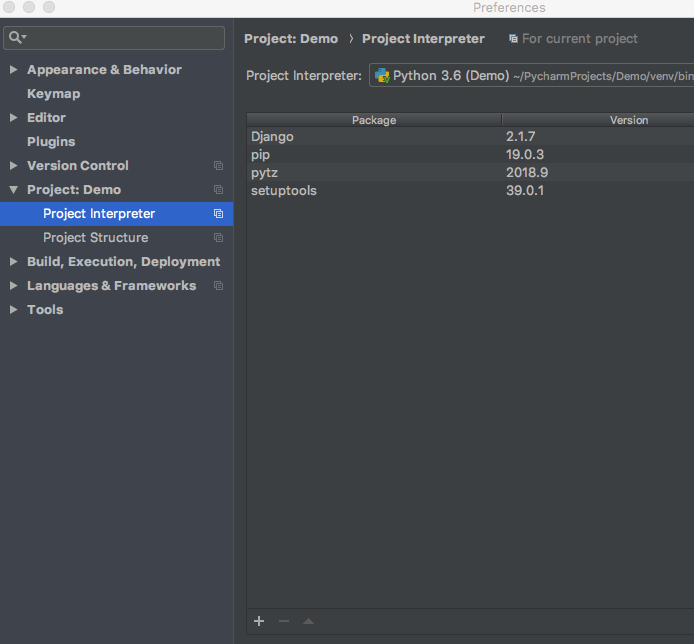 Preferences
Project: Demo › Project Interpreter For current project
Project Interpreter: Python 3.6 (Demo) ~/PycharmProjects/Demo/venv/bin
Appearance & Behavior
Keymap
Editor
Plugins
Version Control
Project: Demo
Project Interpreter
Project Structure
Build, Execution, Deployment
Languages & Frameworks
Tools
Package Version
Django 2.1.7
pip 19.0.3
pytz 2018.9
setuptools 39.0.1